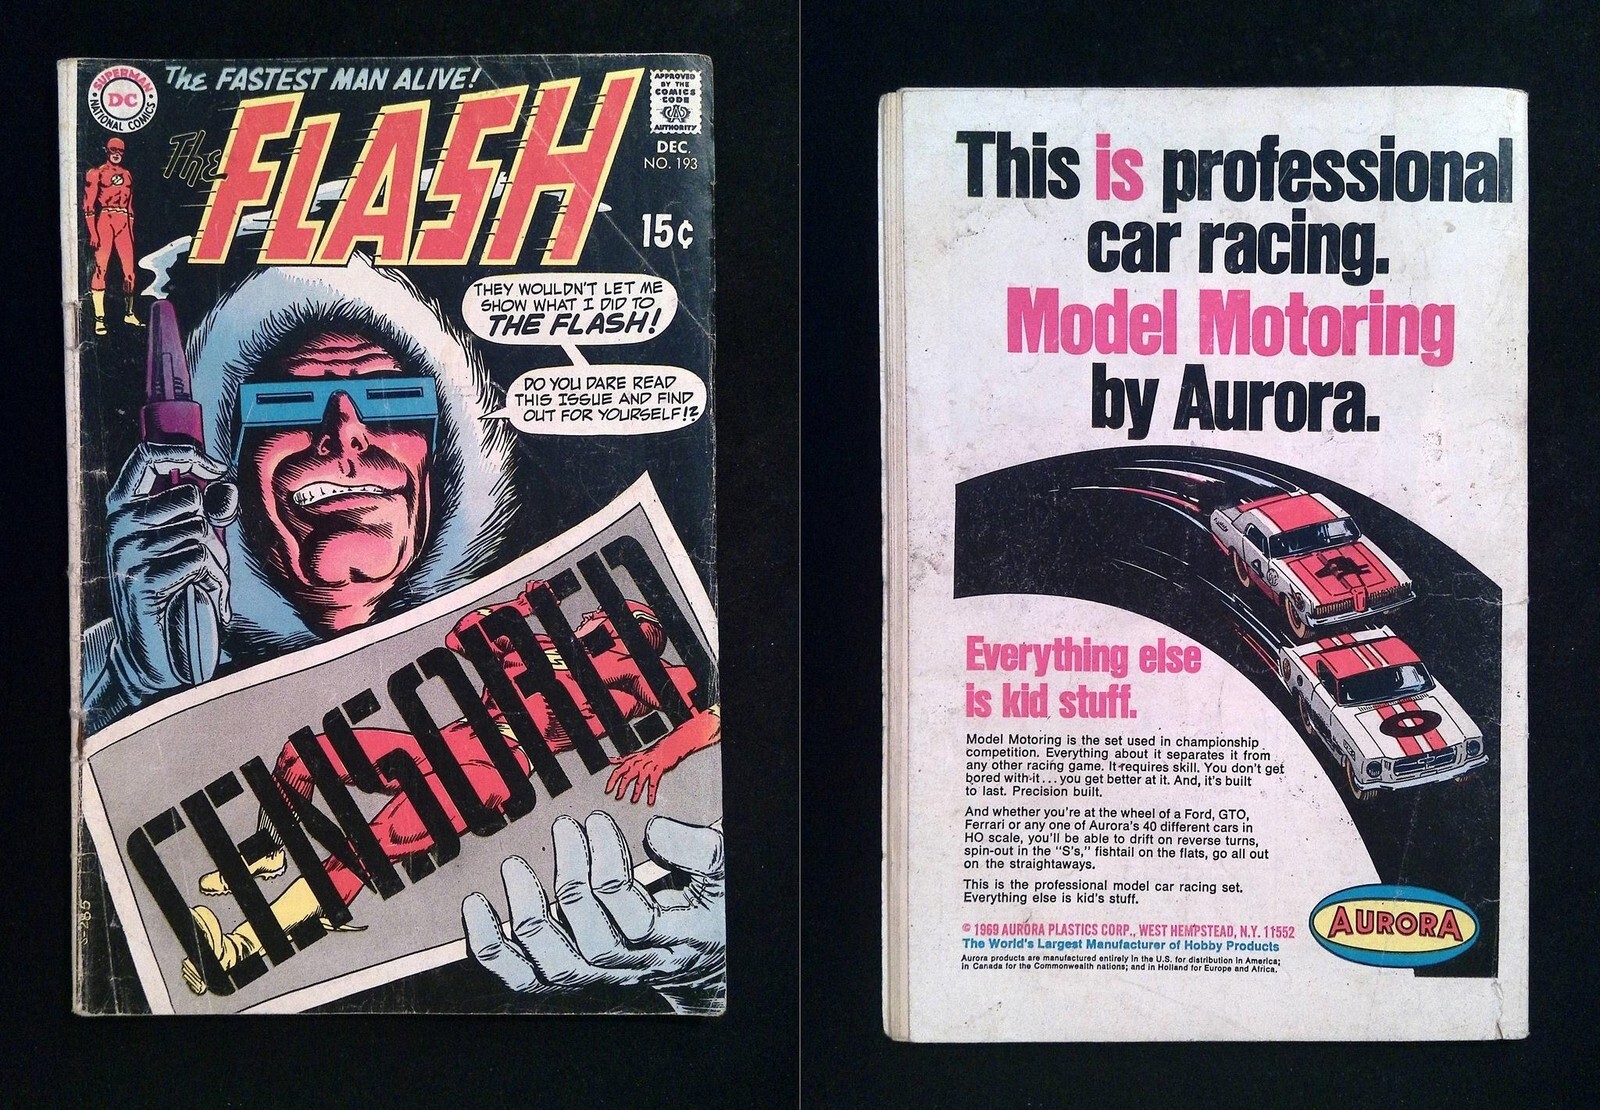 SUPERMAN
DC
NATIONAL COMICS
The FASTEST MAN ALIVE!
The FLASH
APPROVED
BY THE
COMICS
CODE
CA
AUTHORITY
DEC.
NO. 193
15¢
THEY WOULDN'T LET ME
SHOW WHAT I DID TO
THE FLASH!
DO YOU DARE READ
THIS ISSUE AND FIND
OUT FOR YOURSELF!?
CENSORED
This is professional
car racing.
Model Motoring
by Aurora.
Everything else
is kid stuff.
Model Motoring is the set used in championship
competition. Everything about it separates it from
any other racing game. It requires skill. You don't get
bored with it...you get better at it. And, it's built
to last. Precision built.
And whether you're at the wheel of a Ford, GTO,
Ferrari or any one of Aurora's 40 different cars in
HO scale, you'll be able to drift on reverse turns,
spin-out in the "S's," fishtail on the flats, go all out
on the straightaways.
This is the professional model car racing set.
Everything else is kid's stuff.
© 1969 AURORA PLASTICS CORP., WEST HEMPSTEAD, N.Y. 11552
The World's Largest Manufacturer of Hobby Products
Aurora products are manufactured entirely in the U.S. for distribution in America;
in Canada for the Commonwealth nations; and in Holland for Europe and Africa.
AURORA